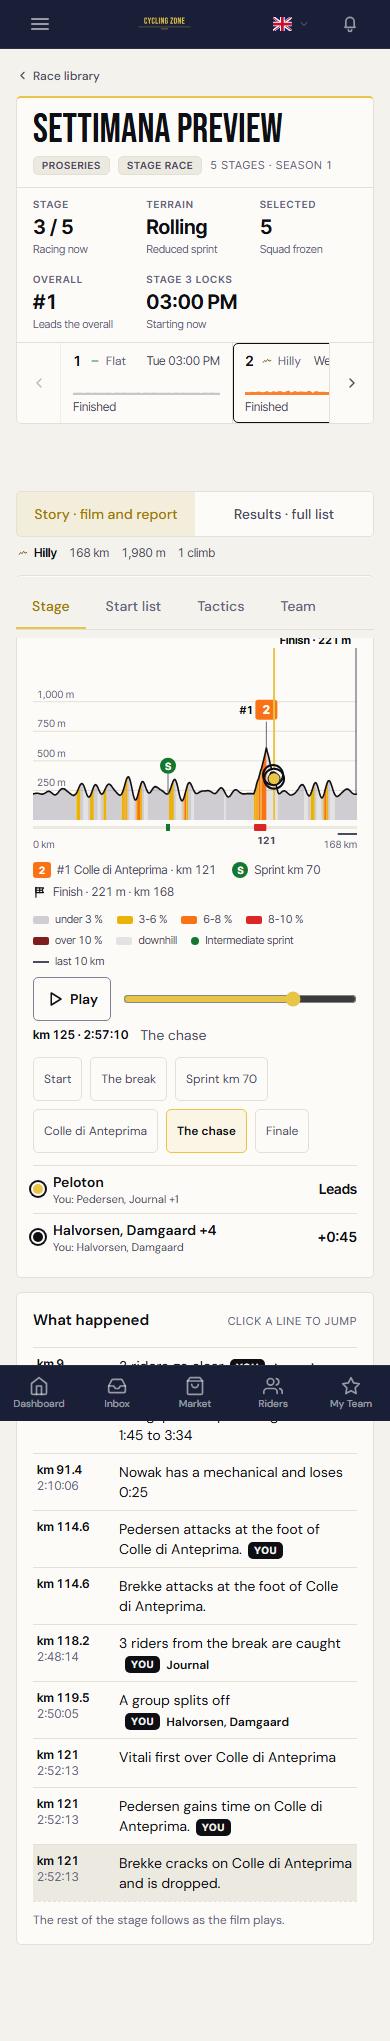 CYCLING ZONE
Race library
SETTIMANA PREVIEW
PROSERIES STAGE RACE 5 STAGES · SEASON 1
STAGE TERRAIN SELECTED
3 / 5 Rolling 5
Racing now Reduced sprint Squad frozen
OVERALL STAGE 3 LOCKS
#1 03:00 PM
Leads the overall Starting now
1 Flat Tue 03:00 PM 2 Hilly We
Finished Finished
Story · film and report Results · full list
Hilly 168 km 1,980 m 1 climb
Stage Start list Tactics Team
Finish · 221 m
1,000 m
#1 2
750 m
500 m
S
250 m
121
0 km 168 km
2 #1 Colle di Anteprima · km 121 S Sprint km 70
Finish · 221 m · km 168
under 3 % 3-6 % 6-8 % 8-10 %
over 10 % downhill Intermediate sprint
last 10 km
Play
km 125 · 2:57:10 The chase
Start The break Sprint km 70
Colle di Anteprima The chase Finale
Peloton Leads
You: Pedersen, Journal +1
Halvorsen, Damgaard +4 +0:45
You: Halvorsen, Damgaard
What happened CLICK A LINE TO JUMP
km 9
Dashboard Inbox Market Riders My Team
1:45 to 3:34
km 91.4 Nowak has a mechanical and loses
2:10:06 0:25
km 114.6 Pedersen attacks at the foot of
Colle di Anteprima. YOU
km 114.6 Brekke attacks at the foot of Colle
di Anteprima.
km 118.2 3 riders from the break are caught
2:48:14 YOU Journal
km 119.5 A group splits off
2:50:05 YOU Halvorsen, Damgaard
km 121 Vitali first over Colle di Anteprima
2:52:13
km 121 Pedersen gains time on Colle di
2:52:13 Anteprima. YOU
km 121 Brekke cracks on Colle di Anteprima
2:52:13 and is dropped.
The rest of the stage follows as the film plays.